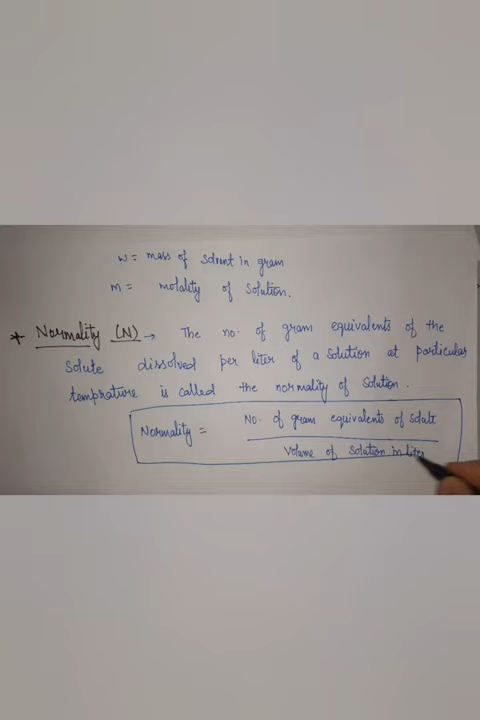 w = mass of solvent in gram
m = molality of solution.
* Normality (N) → The no. of gram equivalents of the
solute dissolved per liter of a solution at particular
temprature is called the normality of solution.
No. of gram equivalents of solute
Normality =
Volume of solution in liter